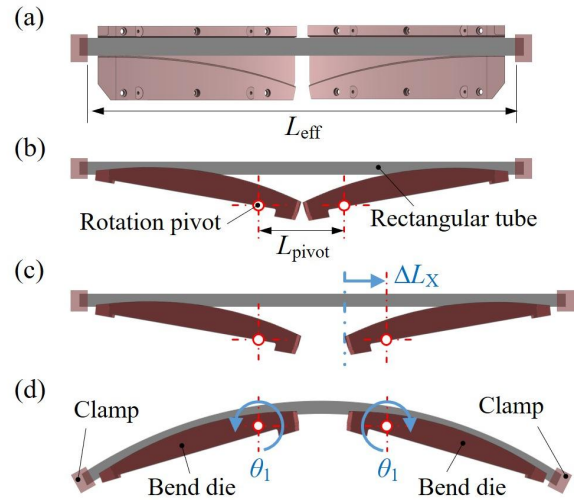 (a)
L_eff
(b)
Rotation pivot
L_pivot
Rectangular tube
(c)
ΔL_X
(d)
Clamp
Clamp
Bend die
θ_1
θ_1
Bend die